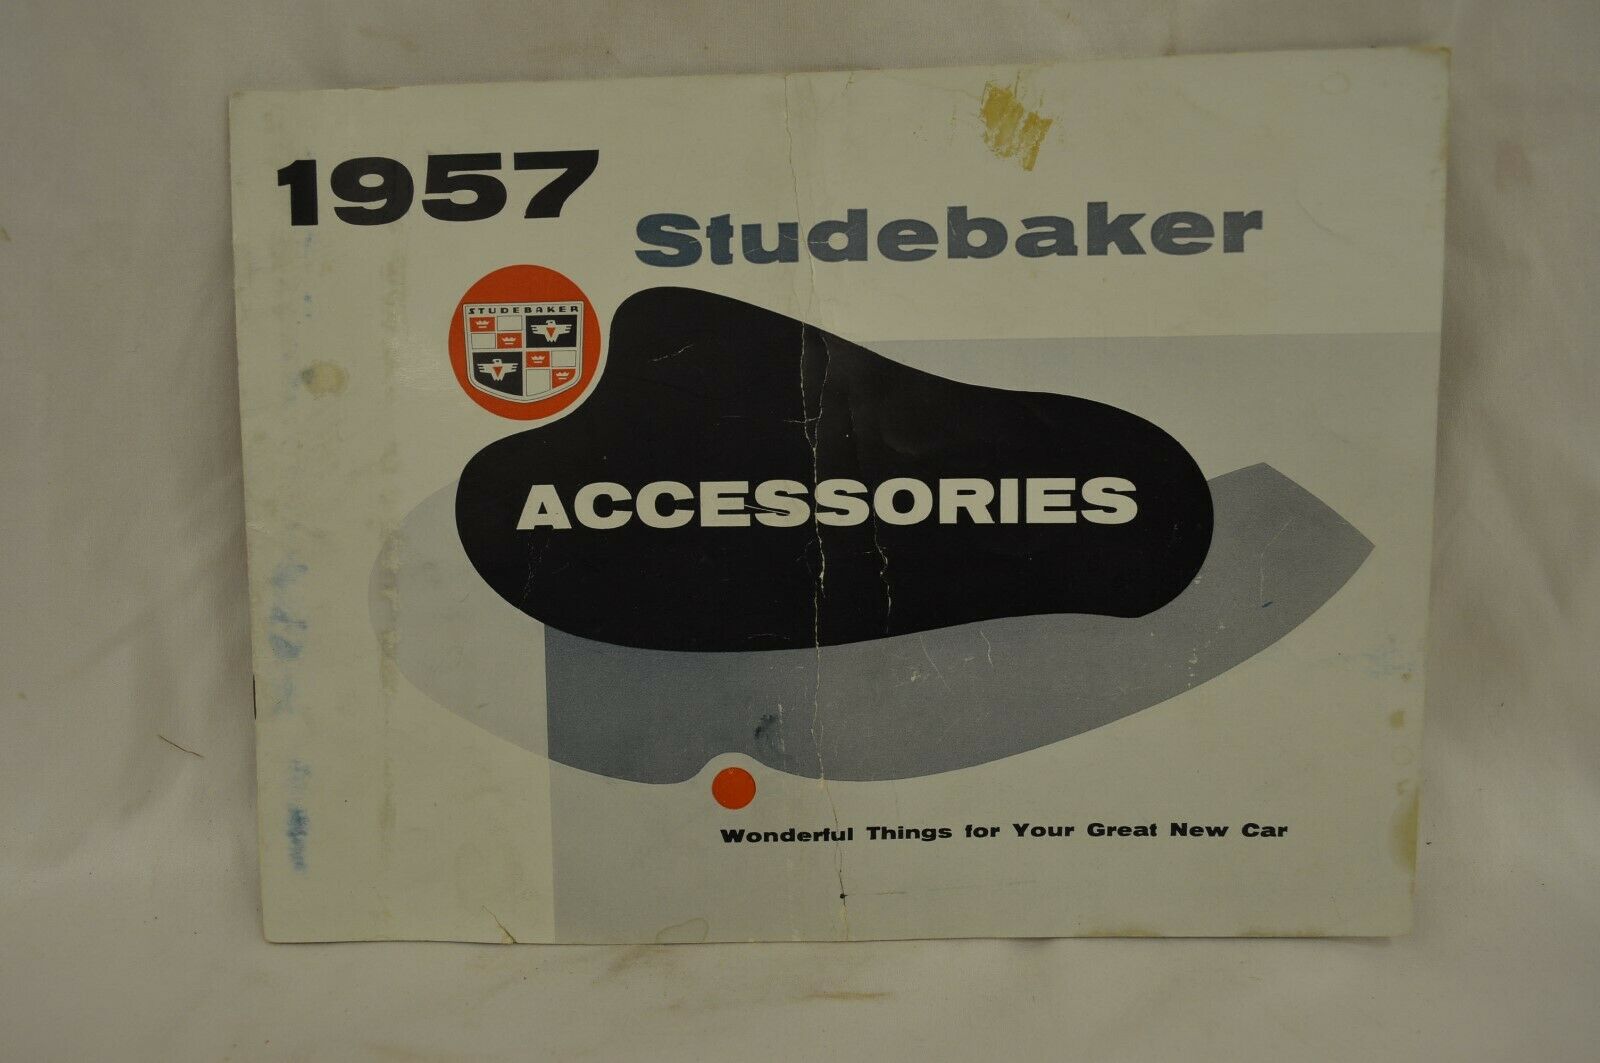 1957
Studebaker
STUDEBAKER
ACCESSORIES
Wonderful Things for Your Great New Car